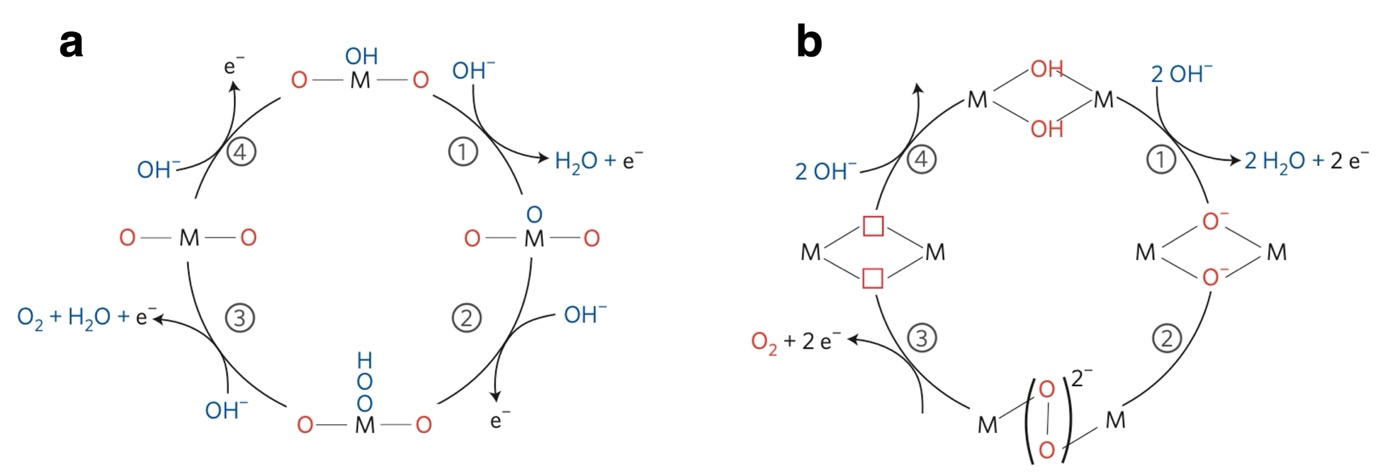 a
OH
O — M — O
OH⁻
e⁻
①
④
H₂O + e⁻
OH⁻
O
O — M — O
O — M — O
O₂ + H₂O + e⁻
③
②
OH⁻
H
O
O
O — M — O
OH⁻
e⁻
b
OH
M M
OH
2 OH⁻
①
④
2 H₂O + 2 e⁻
2 OH⁻
O⁻
M M
M M
O⁻
③
②
O₂ + 2 e⁻
2⁻
(O)
M M
(O)